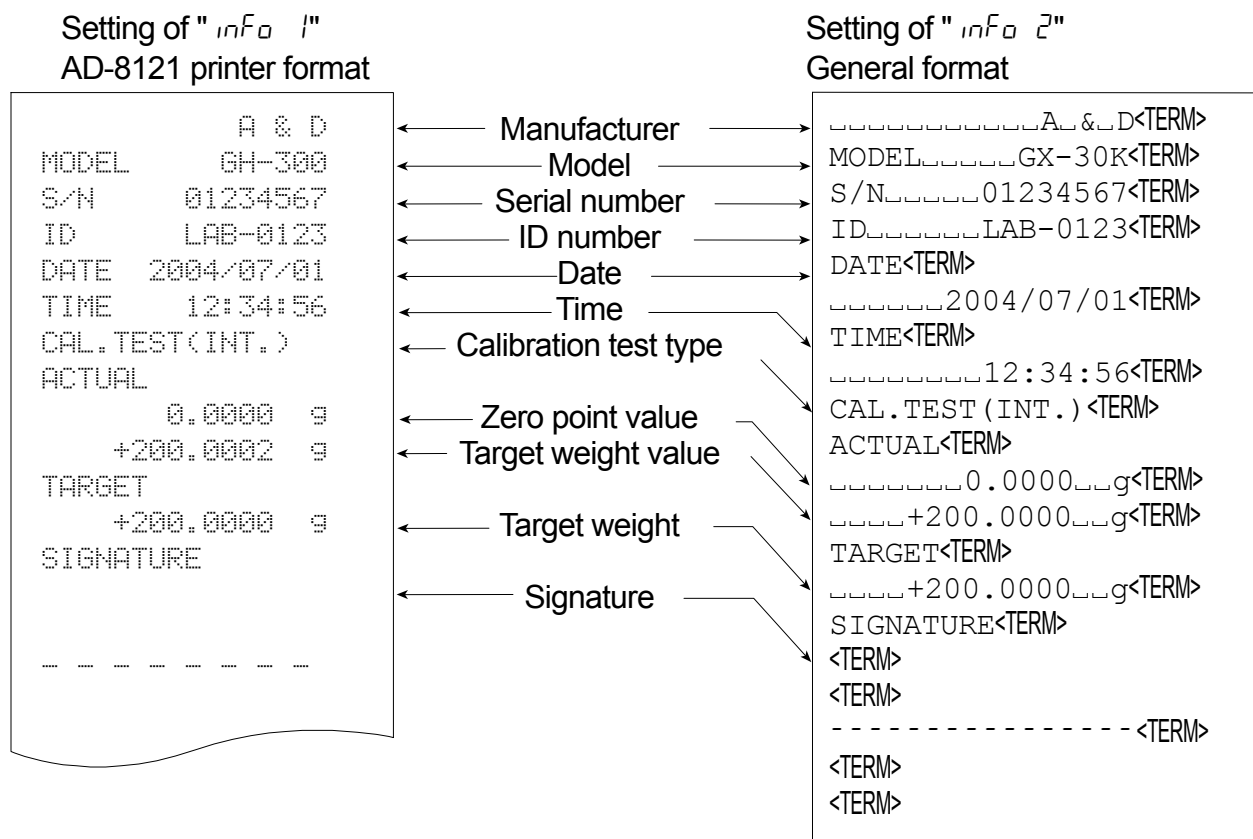 Setting of " inFo 1"
AD-8121 printer format
A & D
MODEL GH-300
S/N 01234567
ID LAB-0123
DATE 2004/07/01
TIME 12:34:56
CAL.TEST(INT.)
ACTUAL
0.0000 g
+200.0002 g
TARGET
+200.0000 g
SIGNATURE
_ _ _ _ _ _ _ _
Manufacturer
Model
Serial number
ID number
Date
Time
Calibration test type
Zero point value
Target weight value
Target weight
Signature
Setting of " inFo 2"
General format
␣␣␣␣␣␣␣␣␣␣␣A␣&␣D<TERM>
MODEL␣␣␣␣␣GX-30K<TERM>
S/N␣␣␣␣␣01234567<TERM>
ID␣␣␣␣␣␣LAB-0123<TERM>
DATE<TERM>
␣␣␣␣␣␣2004/07/01<TERM>
TIME<TERM>
␣␣␣␣␣␣␣␣12:34:56<TERM>
CAL.TEST(INT.)<TERM>
ACTUAL<TERM>
␣␣␣␣␣␣␣0.0000␣␣g<TERM>
␣␣␣␣+200.0000␣␣g<TERM>
TARGET<TERM>
␣␣␣␣+200.0000␣␣g<TERM>
SIGNATURE<TERM>
<TERM>
<TERM>
----------------<TERM>
<TERM>
<TERM>